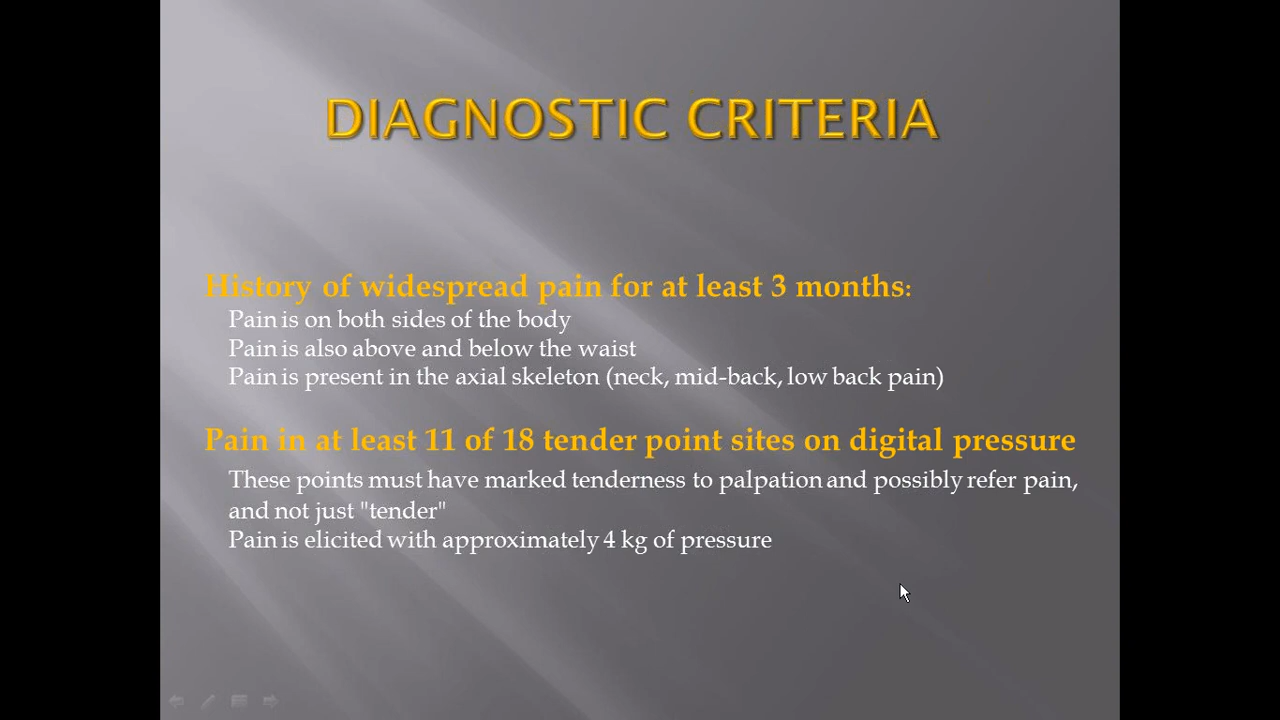 DIAGNOSTIC CRITERIA
History of widespread pain for at least 3 months:
Pain is on both sides of the body
Pain is also above and below the waist
Pain is present in the axial skeleton (neck, mid-back, low back pain)
Pain in at least 11 of 18 tender point sites on digital pressure
These points must have marked tenderness to palpation and possibly refer pain,
and not just "tender"
Pain is elicited with approximately 4 kg of pressure